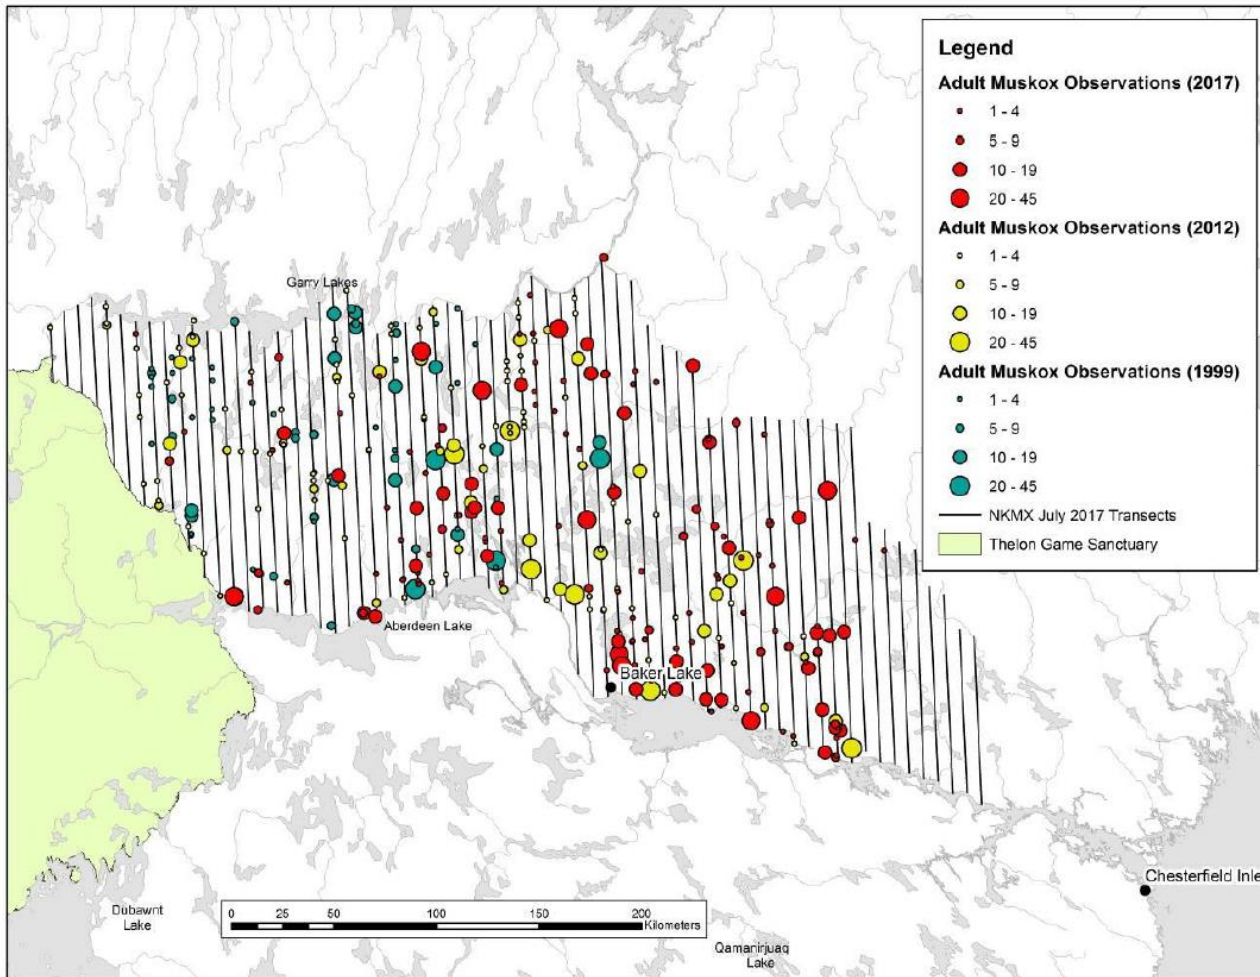 Legend
Adult Muskox Observations (2017)
1 - 4
5 - 9
10 - 19
20 - 45
Adult Muskox Observations (2012)
1 - 4
5 - 9
10 - 19
20 - 45
Adult Muskox Observations (1999)
1 - 4
5 - 9
10 - 19
20 - 45
NKMX July 2017 Transects
Thelon Game Sanctuary
Garry Lakes
Aberdeen Lake
Baker Lake
Chesterfield Inle
Dubawnt
Lake
0 25 50 100 150 200
Kilometers
Qamanirjuaq
Lake